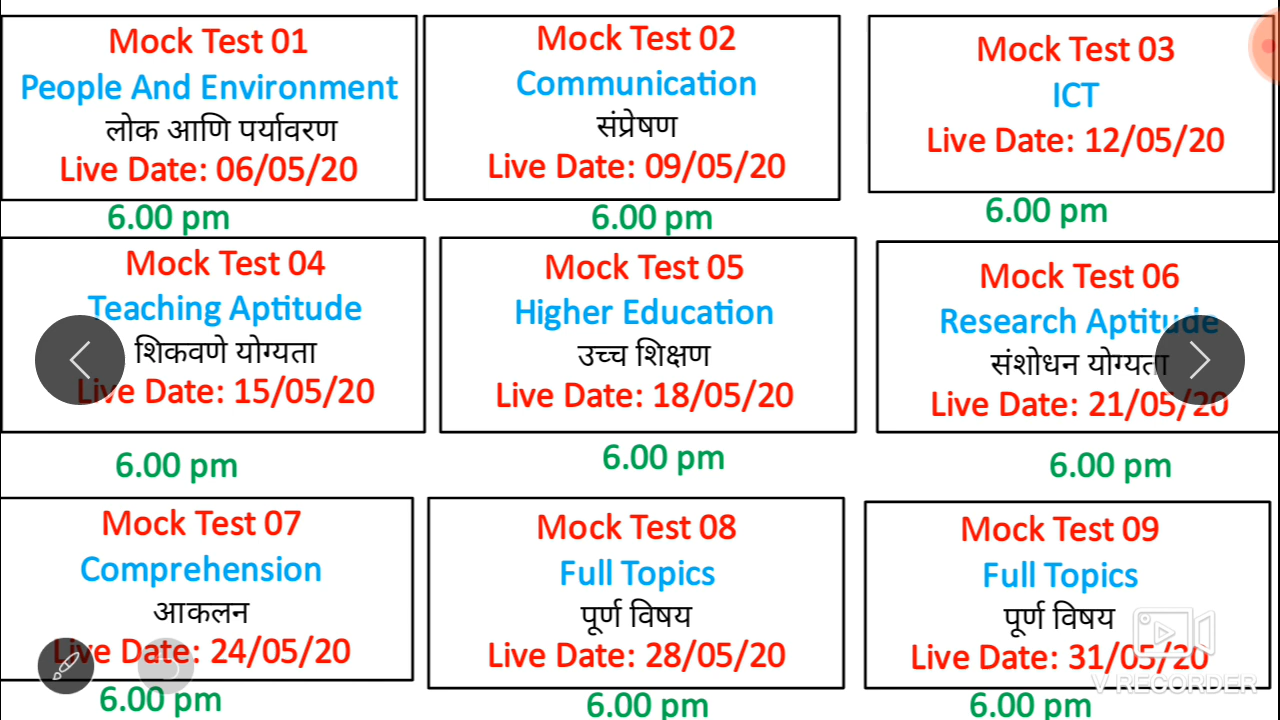 Mock Test 01
People And Environment
लोक आणि पर्यावरण
Live Date: 06/05/20
6.00 pm
Mock Test 02
Communication
संप्रेषण
Live Date: 09/05/20
6.00 pm
Mock Test 03
ICT
Live Date: 12/05/20
6.00 pm
Mock Test 04
Teaching Aptitude
शिकवणे योग्यता
Live Date: 15/05/20
6.00 pm
Mock Test 05
Higher Education
उच्च शिक्षण
Live Date: 18/05/20
6.00 pm
Mock Test 06
Research Aptitude
संशोधन योग्यता
Live Date: 21/05/20
6.00 pm
Mock Test 07
Comprehension
आकलन
Live Date: 24/05/20
6.00 pm
Mock Test 08
Full Topics
पूर्ण विषय
Live Date: 28/05/20
6.00 pm
Mock Test 09
Full Topics
पूर्ण विषय
Live Date: 31/05/20
V RECORDER
6.00 pm